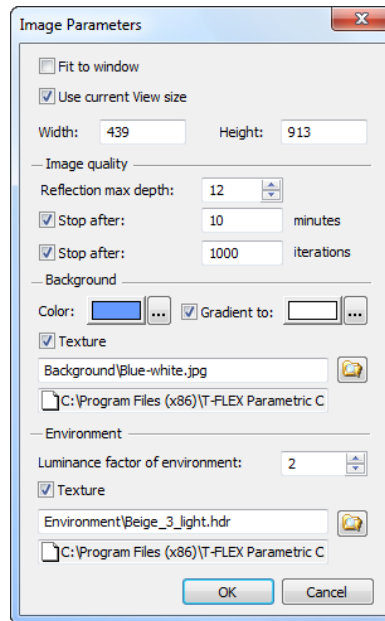 Image Parameters
Fit to window
Use current View size
Width: 439 Height: 913
Image quality
Reflection max depth: 12
Stop after: 10 minutes
Stop after: 1000 iterations
Background
Color: ... Gradient to: ...
Texture
Background\Blue-white.jpg
C:\Program Files (x86)\T-FLEX Parametric C
Environment
Luminance factor of environment: 2
Texture
Environment\Beige_3_light.hdr
C:\Program Files (x86)\T-FLEX Parametric C
OK Cancel